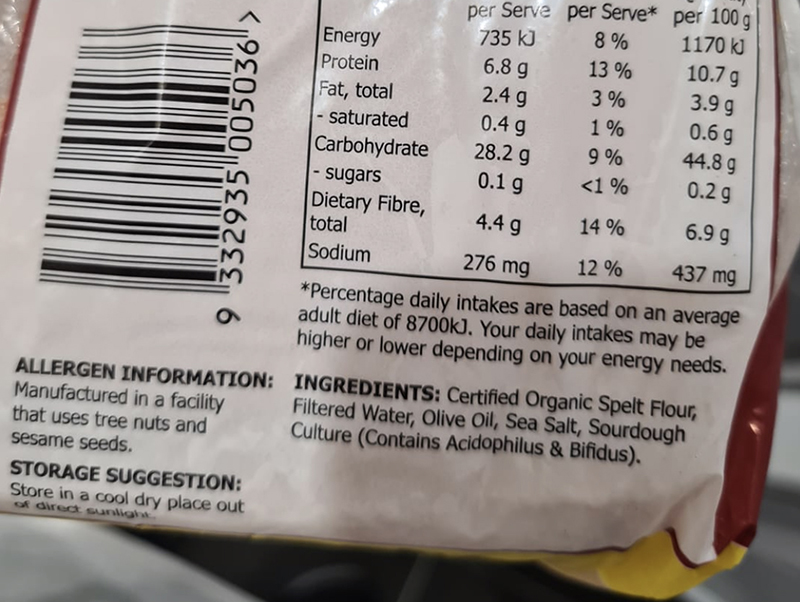 per Serve per Serve* per 100 g
Energy 735 kJ 8 % 1170 kJ
Protein 6.8 g 13 % 10.7 g
Fat, total 2.4 g 3 % 3.9 g
- saturated 0.4 g 1 % 0.6 g
Carbohydrate 28.2 g 9 % 44.8 g
- sugars 0.1 g <1 % 0.2 g
Dietary Fibre,
total 4.4 g 14 % 6.9 g
Sodium 276 mg 12 % 437 mg
*Percentage daily intakes are based on an average
adult diet of 8700kJ. Your daily intakes may be
higher or lower depending on your energy needs.
INGREDIENTS: Certified Organic Spelt Flour,
Filtered Water, Olive Oil, Sea Salt, Sourdough
Culture (Contains Acidophilus & Bifidus).
9 332935 005036 >
ALLERGEN INFORMATION:
Manufactured in a facility
that uses tree nuts and
sesame seeds.
STORAGE SUGGESTION:
Store in a cool dry place out
of direct sunlight.